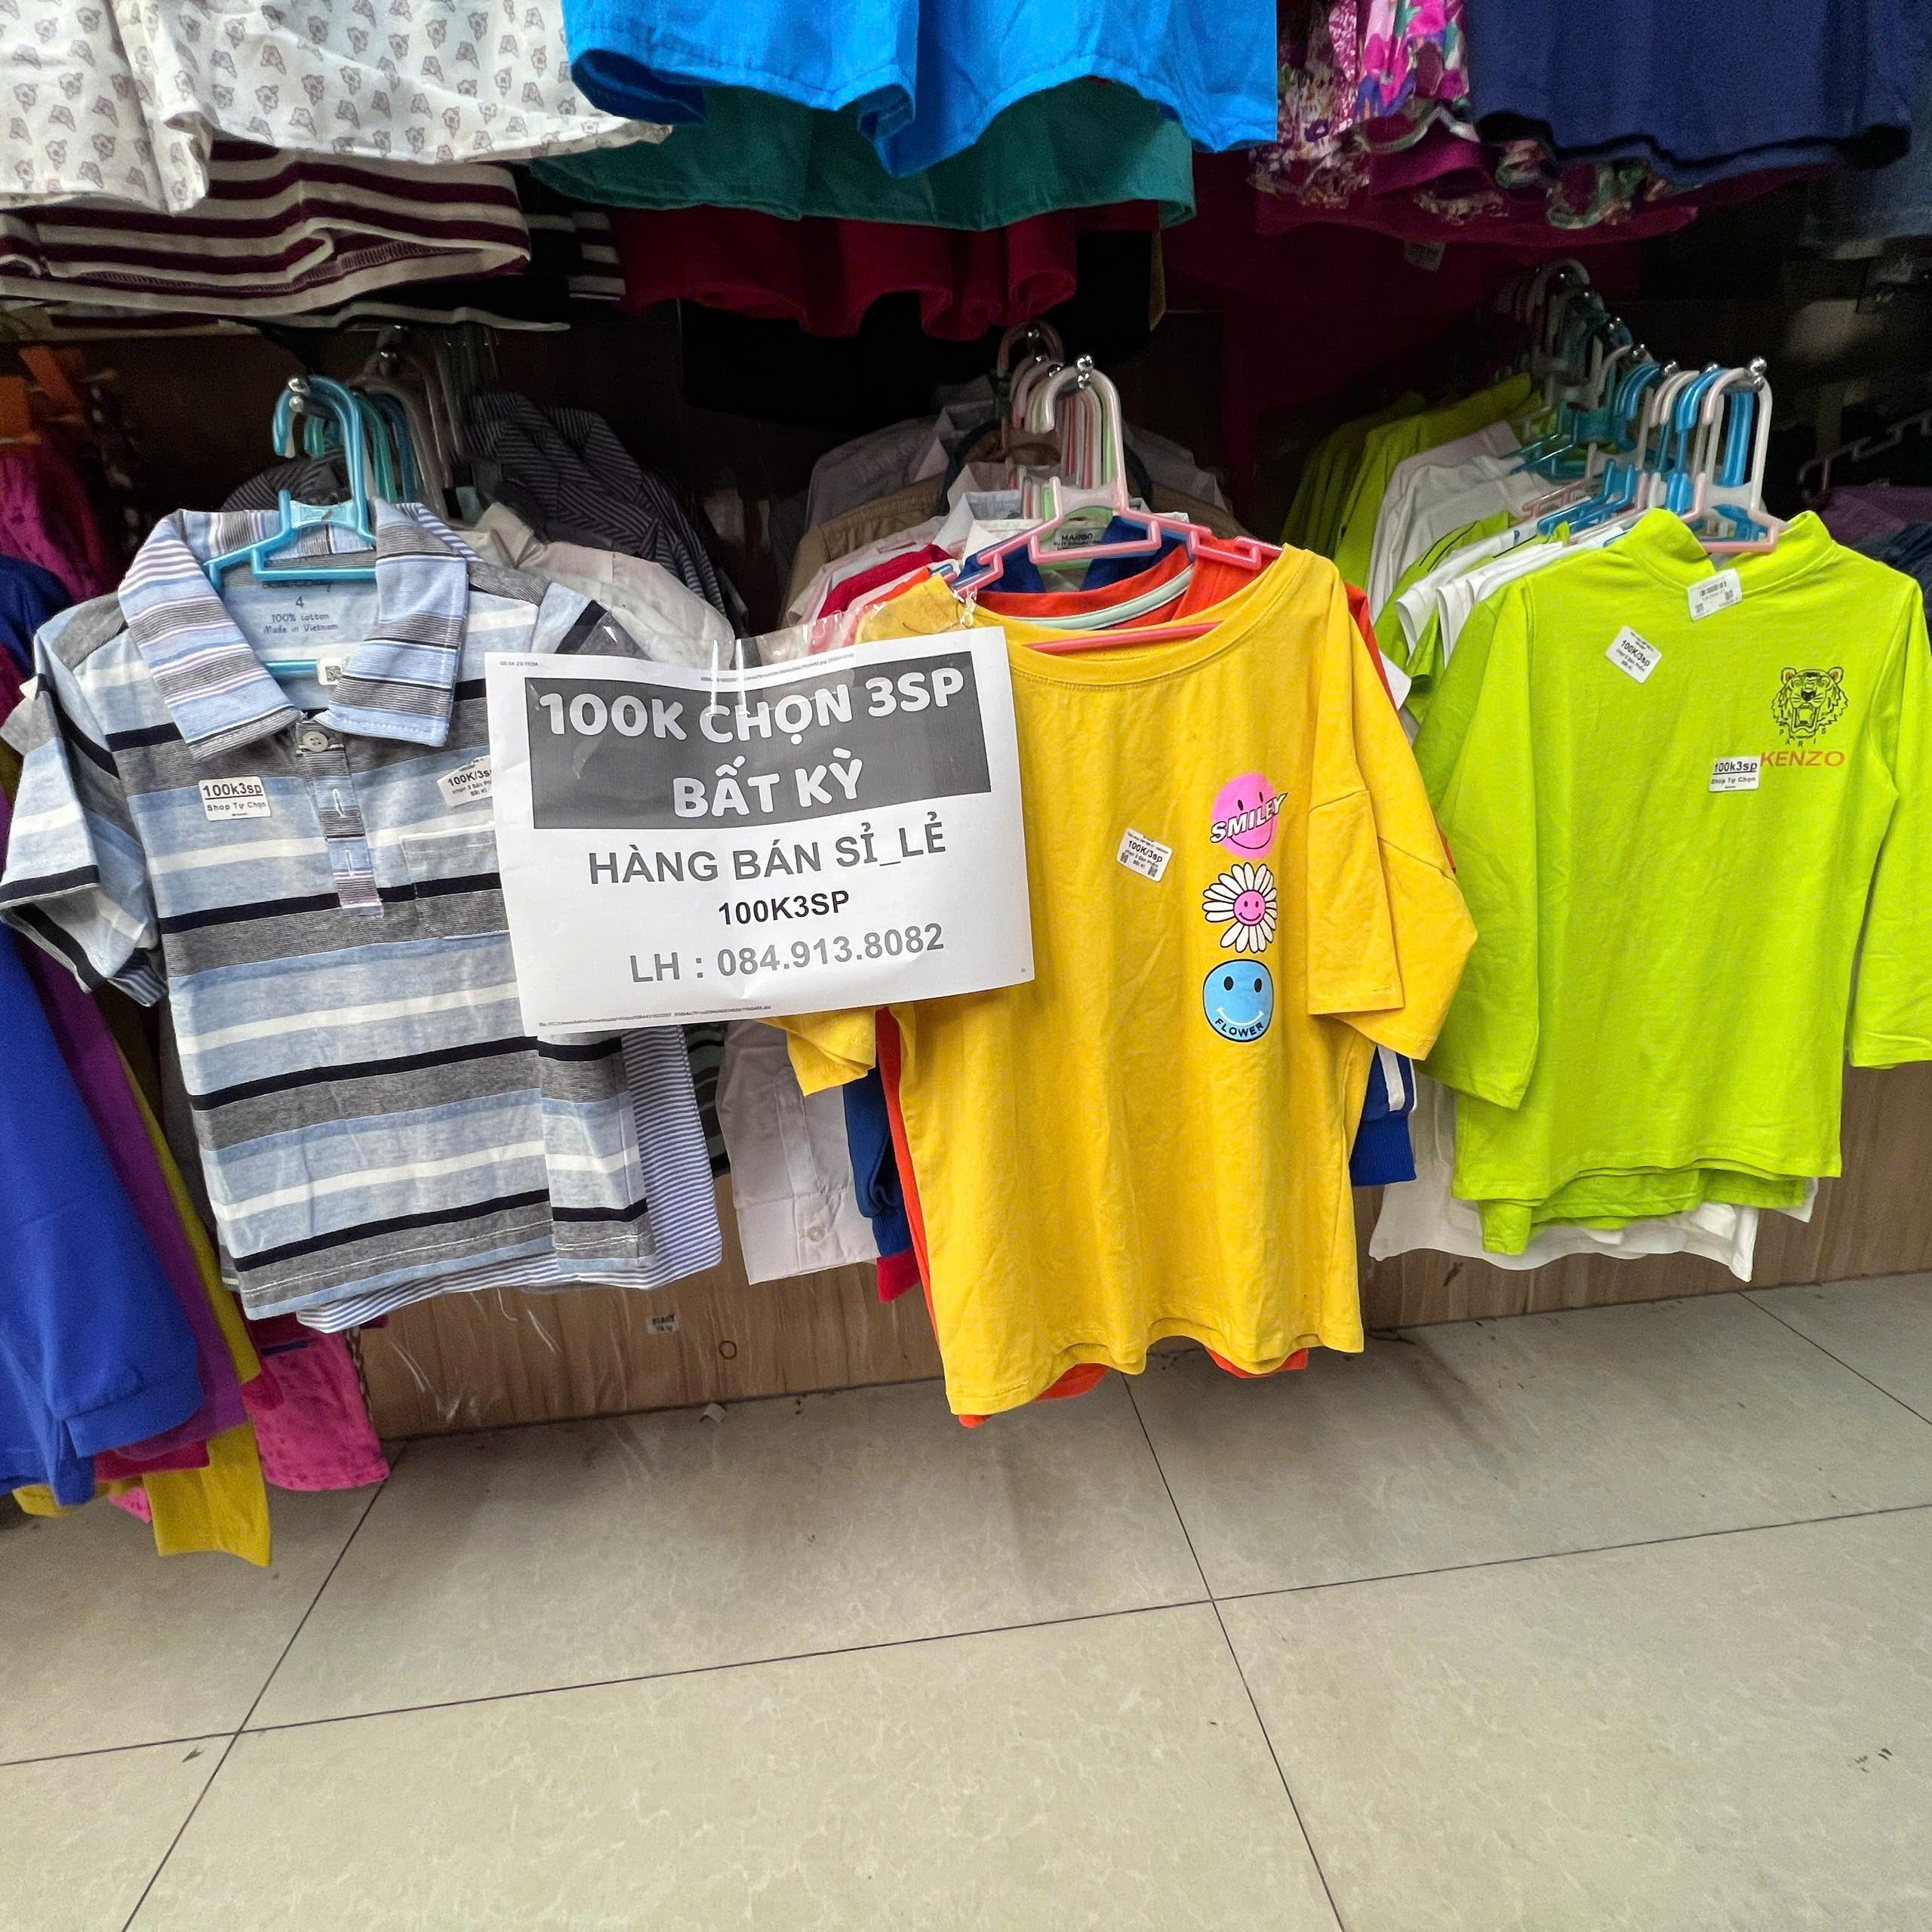 100K CHỌN 3SP
BẤT KỲ
HÀNG BÁN SỈ_LẺ
100K3SP
LH : 084.913.8082
4
100% cotton
Made in Vietnam
100k3sp
Shop Tự Chọn
100K/3sp
MANGO
SMILEY
FLOWER
100K/3sp
100K/3sp
PARIS
KENZO
100k3sp
Shop Tự Chọn